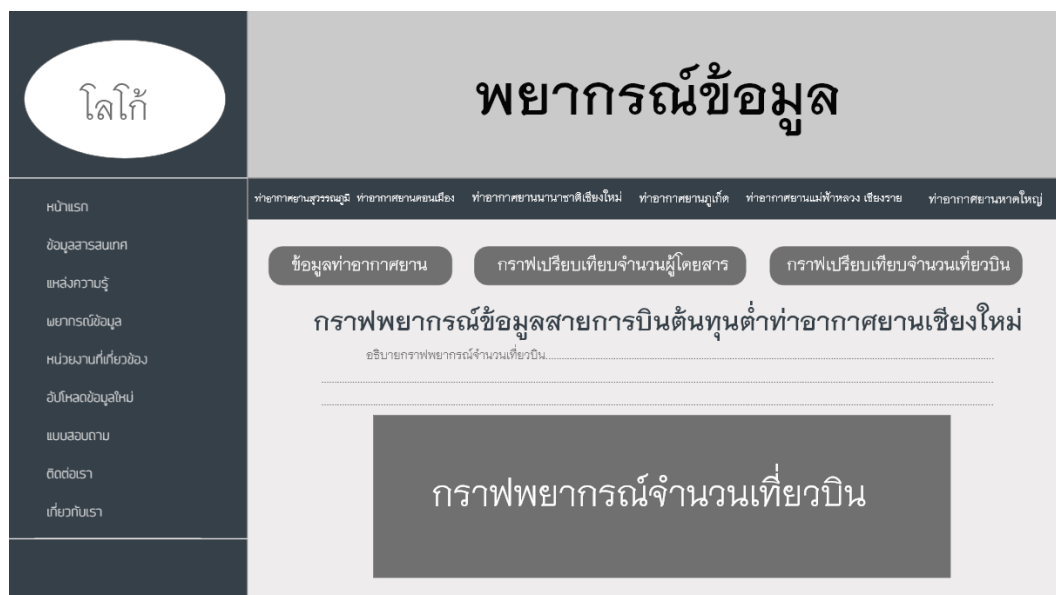 โลโก้
พยากรณ์ข้อมูล
หน้าแรก
ข้อมูลสารสนเทศ
แหล่งความรู้
พยากรณ์ข้อมูล
หน่วยงานที่เกี่ยวข้อง
อัปโหลดข้อมูลใหม่
แบบสอบถาม
ติดต่อเรา
เกี่ยวกับเรา
ท่าอากาศยานสุวรรณภูมิ ท่าอากาศยานดอนเมือง ท่าอากาศยานนานาชาติเชียงใหม่ ท่าอากาศยานภูเก็ต ท่าอากาศยานแม่ฟ้าหลวง เชียงราย ท่าอากาศยานหาดใหญ่
ข้อมูลท่าอากาศยาน กราฟเปรียบเทียบจำนวนผู้โดยสาร กราฟเปรียบเทียบจำนวนเที่ยวบิน
กราฟพยากรณ์ข้อมูลสายการบินต้นทุนต่ำท่าอากาศยานเชียงใหม่
อธิบายกราฟพยากรณ์จำนวนเที่ยวบิน
กราฟพยากรณ์จำนวนเที่ยวบิน